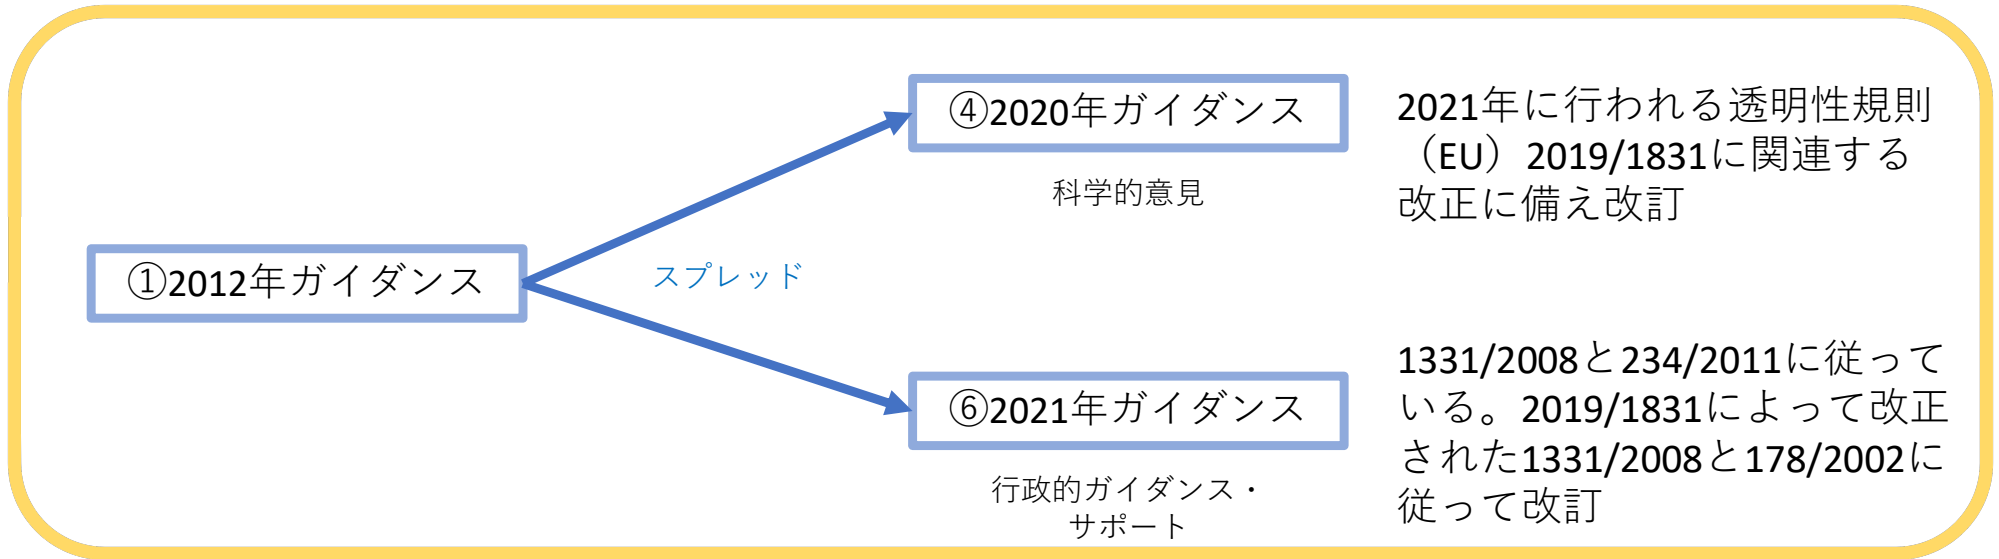 ④2020年ガイダンス
科学的意見
2021年に行われる透明性規則
（EU）2019/1831に関連する
改正に備え改訂
①2012年ガイダンス
スプレッド
⑥2021年ガイダンス
行政的ガイダンス・
サポート
1331/2008と234/2011に従って
いる。2019/1831によって改正
された1331/2008と178/2002に
従って改訂